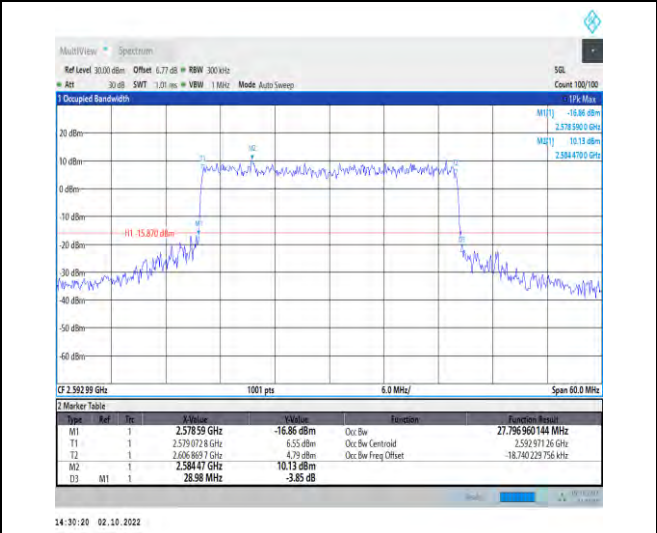 MultiView Spectrum
Ref Level 30.00 dBm Offset 6.77 dB RBW 300 kHz SGL
Att 30 dB SWT 1.01 ms VBW 1 MHz Mode Auto Sweep Count 100/100
1 Occupied Bandwidth 1Pk Max
M1[1] -16.86 dBm
2.578 590 0 GHz
20 dBm
M2[1] 10.13 dBm
2.584 470 0 GHz
M2
T1
10 dBm
0 dBm
-10 dBm
M1
H1 -15.870 dBm
-20 dBm
-30 dBm
-40 dBm
-50 dBm
-60 dBm
CF 2.592 99 GHz 1001 pts 6.0 MHz/ Span 60.0 MHz
2 Marker Table
Type Ref Trc X-Value Y-Value Function Function Result
M1 1 2.578 59 GHz -16.86 dBm Occ Bw 27.796 960 144 MHz
T1 1 2.579 072 8 GHz 6.55 dBm Occ Bw Centroid 2.592 971 26 GHz
T2 1 2.606 869 7 GHz 4.79 dBm Occ Bw Freq Offset -18.740 229 756 kHz
M2 1 2.584 47 GHz 10.13 dBm
D3 M1 1 28.98 MHz -3.85 dB
14:30:20 02.10.2022